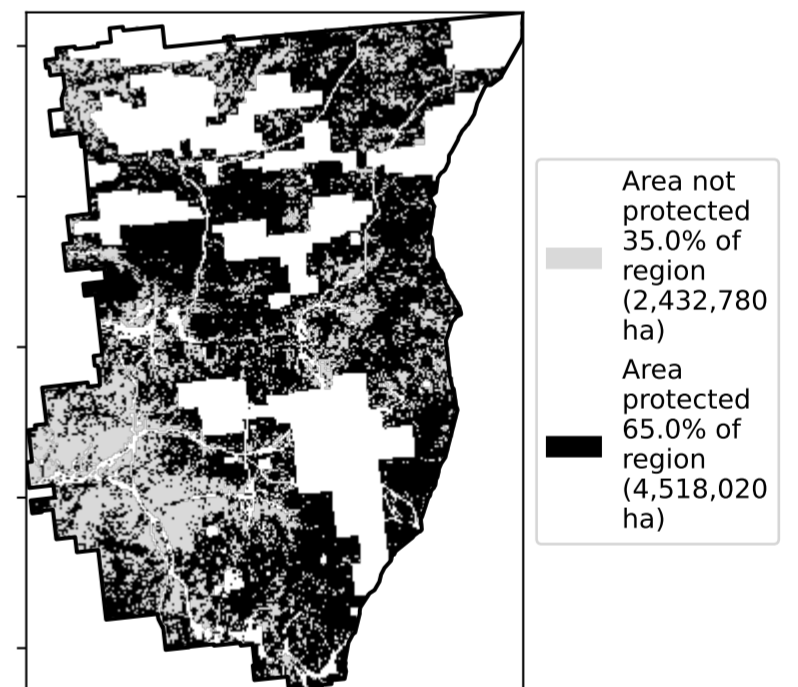 Area not
protected
35.0% of
region
(2,432,780
ha)
Area
protected
65.0% of
region
(4,518,020
ha)